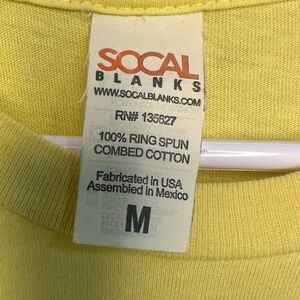 SOCAL
BLANKS
WWW.SOCALBLANKS.COM
RN# 135627
100% RING SPUN
COMBED COTTON
Fabricated in USA
Assembled in Mexico
M